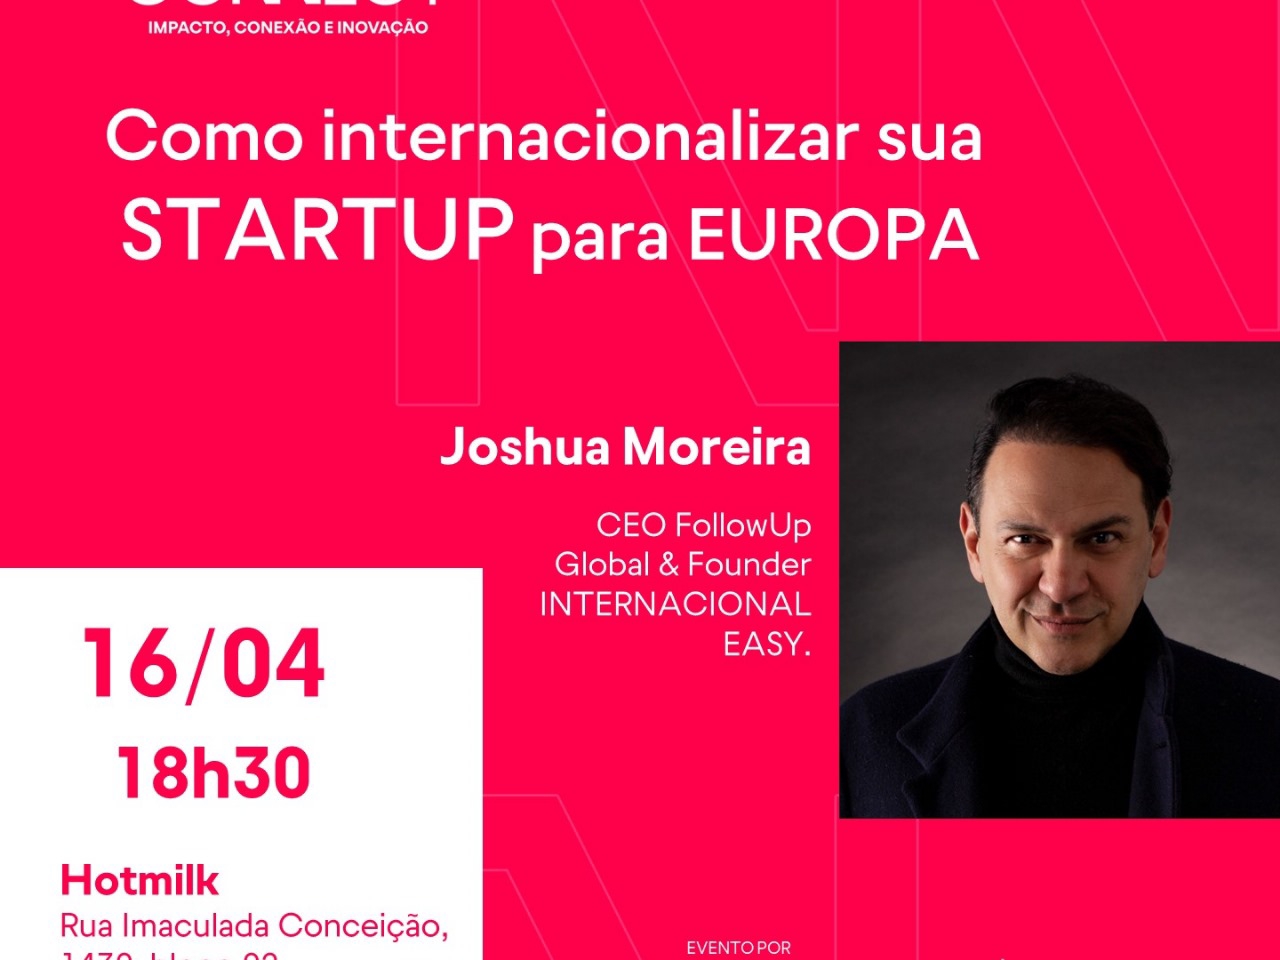 IMPACTO, CONEXÃO E INOVAÇÃO
Como internacionalizar sua
STARTUP para EUROPA
Joshua Moreira
CEO FollowUp
Global & Founder
INTERNACIONAL
EASY.
16/04
18h30
Hotmilk
Rua Imaculada Conceição,
EVENTO POR